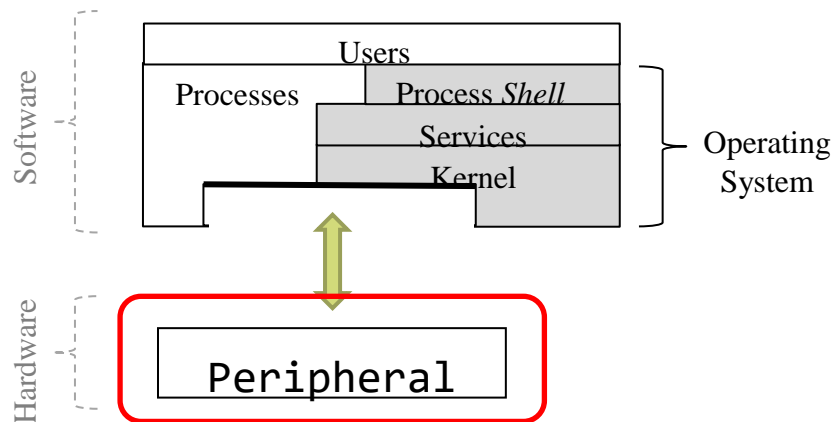 Users
Processes
Process Shell
Services
Kernel
Operating
System
Software
Peripheral
Hardware